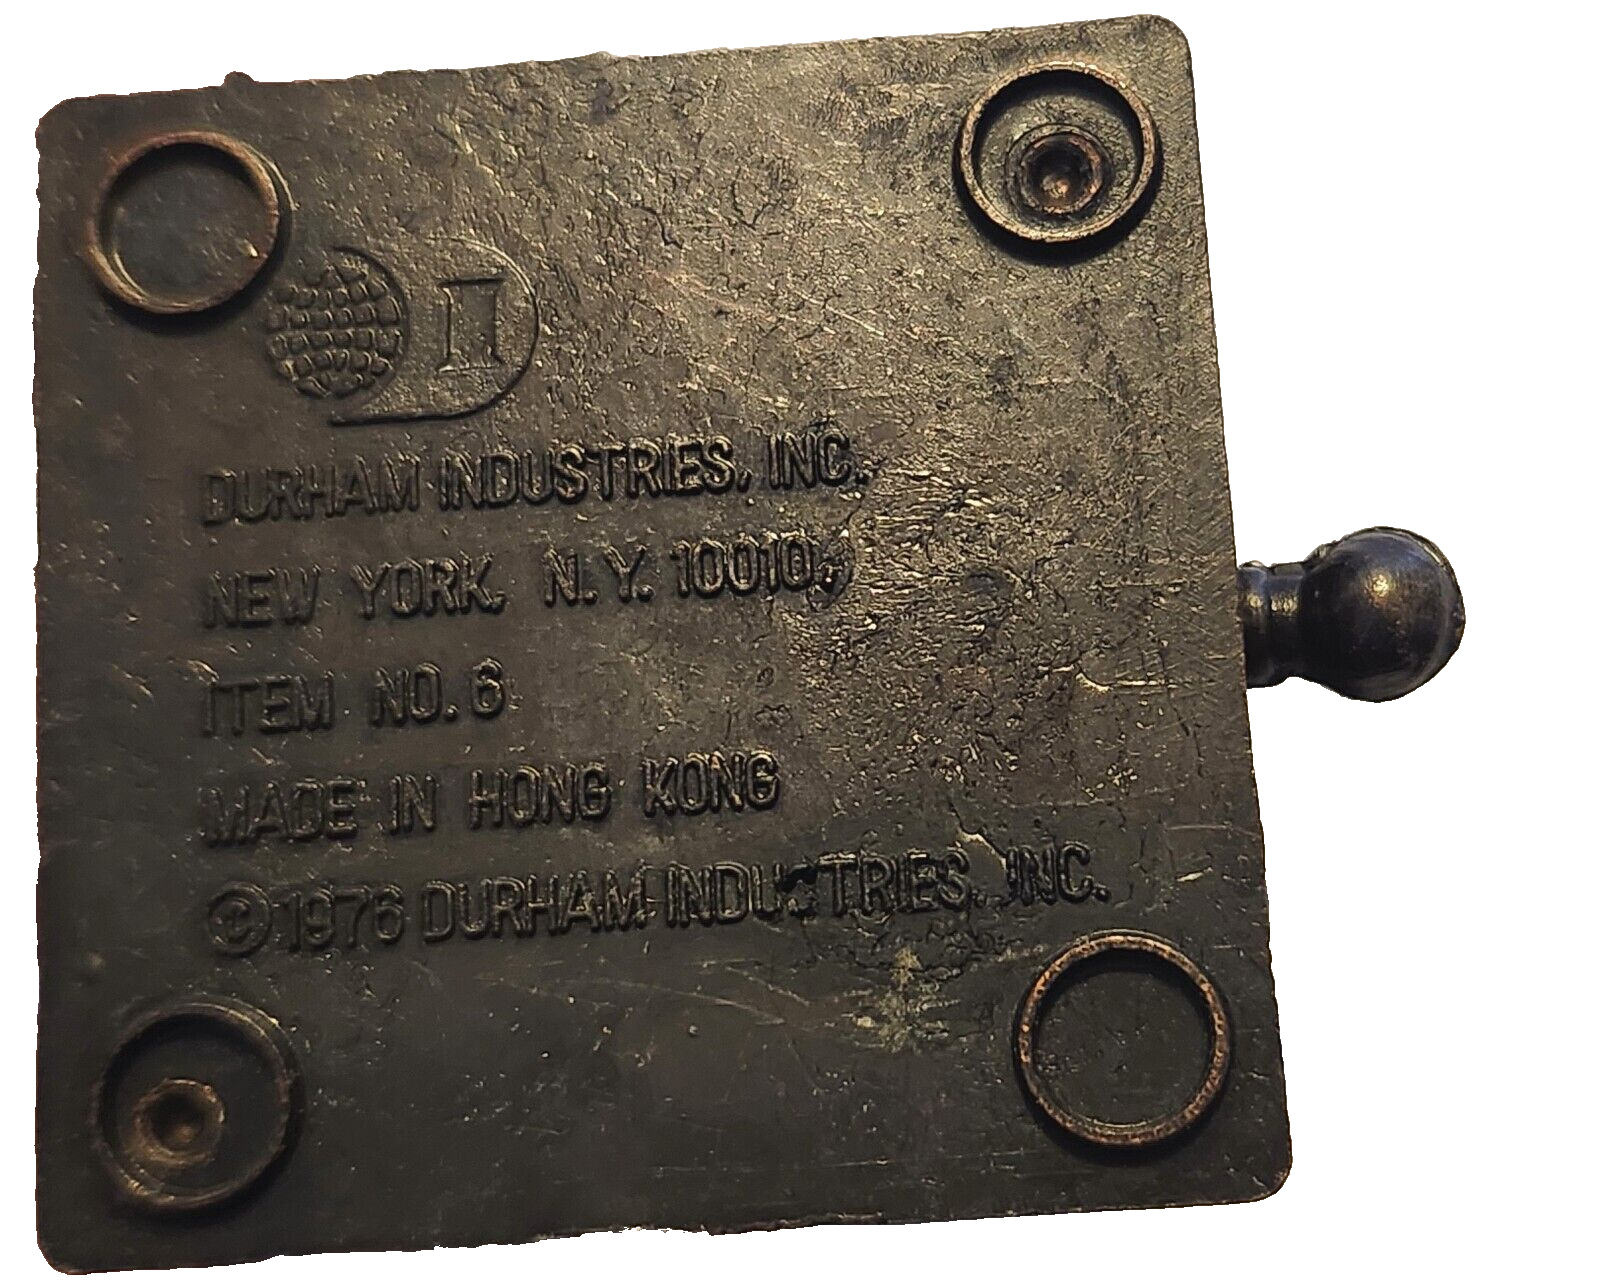 DURHAM INDUSTRIES, INC.
NEW YORK, N.Y. 10010
ITEM NO. 6
MADE IN HONG KONG
©1976 DURHAM INDUSTRIES, INC.